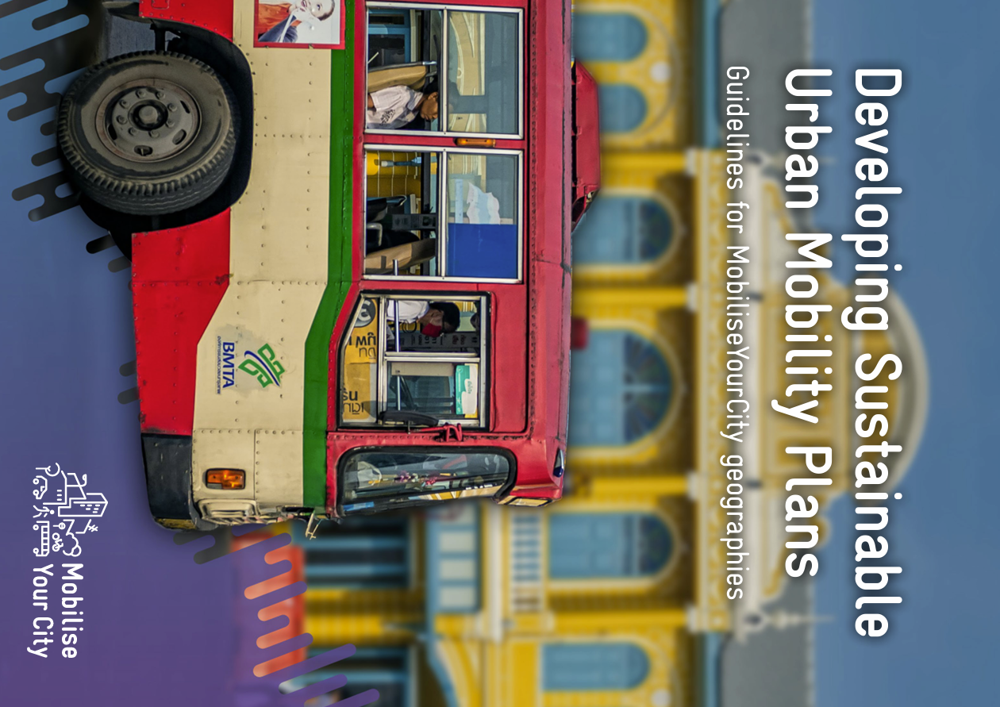 Developing Sustainable
Urban Mobility Plans
Guidelines for MobiliseYourCity geographies
BMTA
Mobilise
Your City